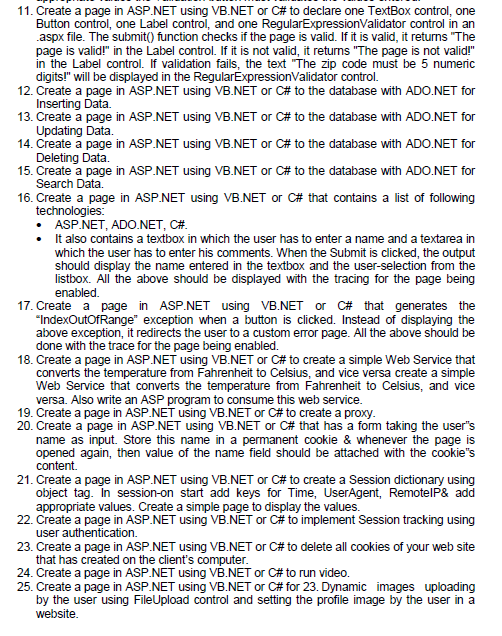 11. Create a page in ASP.NET using VB.NET or C# to declare one TextBox control, one
Button control, one Label control, and one RegularExpressionValidator control in an
.aspx file. The submit() function checks if the page is valid. If it is valid, it returns "The
page is valid!" in the Label control. If it is not valid, it returns "The page is not valid!"
in the Label control. If validation fails, the text "The zip code must be 5 numeric
digits!" will be displayed in the RegularExpressionValidator control.
12. Create a page in ASP.NET using VB.NET or C# to the database with ADO.NET for
Inserting Data.
13. Create a page in ASP.NET using VB.NET or C# to the database with ADO.NET for
Updating Data.
14. Create a page in ASP.NET using VB.NET or C# to the database with ADO.NET for
Deleting Data.
15. Create a page in ASP.NET using VB.NET or C# to the database with ADO.NET for
Search Data.
16. Create a page in ASP.NET using VB.NET or C# that contains a list of following
technologies:
• ASP.NET, ADO.NET, C#.
• It also contains a textbox in which the user has to enter a name and a textarea in
which the user has to enter his comments. When the Submit is clicked, the output
should display the name entered in the textbox and the user-selection from the
listbox. All the above should be displayed with the tracing for the page being
enabled.
17. Create a page in ASP.NET using VB.NET or C# that generates the
"IndexOutOfRange" exception when a button is clicked. Instead of displaying the
above exception, it redirects the user to a custom error page. All the above should be
done with the trace for the page being enabled.
18. Create a page in ASP.NET using VB.NET or C# to create a simple Web Service that
converts the temperature from Fahrenheit to Celsius, and vice versa create a simple
Web Service that converts the temperature from Fahrenheit to Celsius, and vice
versa. Also write an ASP program to consume this web service.
19. Create a page in ASP.NET using VB.NET or C# to create a proxy.
20. Create a page in ASP.NET using VB.NET or C# that has a form taking the user"s
name as input. Store this name in a permanent cookie & whenever the page is
opened again, then value of the name field should be attached with the cookie"s
content.
21. Create a page in ASP.NET using VB.NET or C# to create a Session dictionary using
object tag. In session-on start add keys for Time, UserAgent, RemoteIP& add
appropriate values. Create a simple page to display the values.
22. Create a page in ASP.NET using VB.NET or C# to implement Session tracking using
user authentication.
23. Create a page in ASP.NET using VB.NET or C# to delete all cookies of your web site
that has created on the client's computer.
24. Create a page in ASP.NET using VB.NET or C# to run video.
25. Create a page in ASP.NET using VB.NET or C# for 23. Dynamic images uploading
by the user using FileUpload control and setting the profile image by the user in a
website.